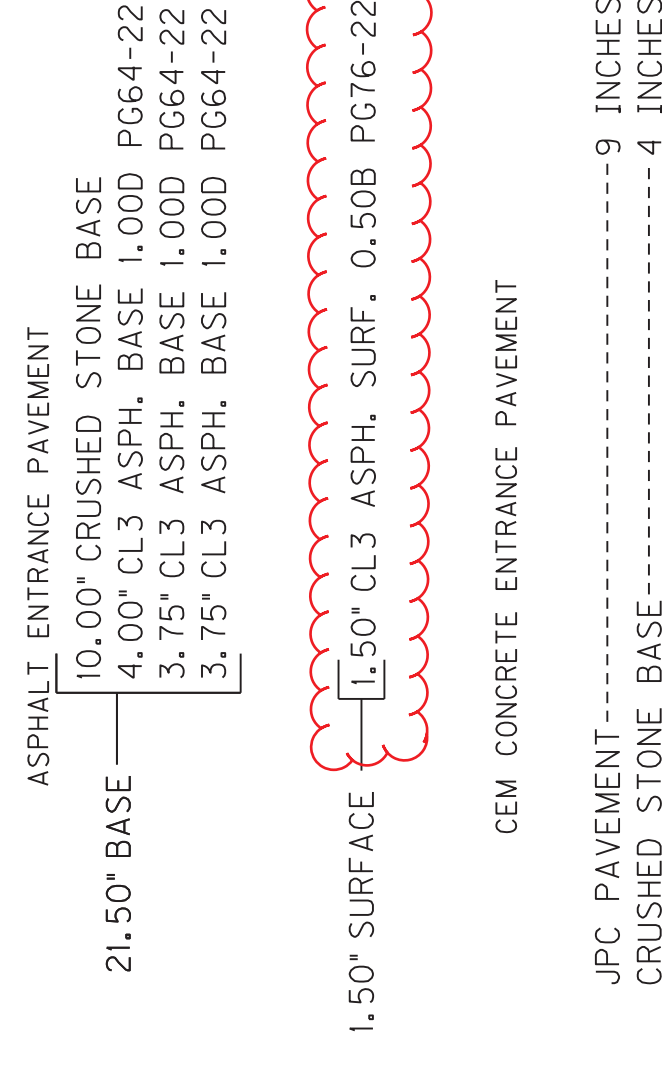 ASPHALT ENTRANCE PAVEMENT
10.00" CRUSHED STONE BASE
4.00" CL3 ASPH. BASE 1.00D PG64-22
3.75" CL3 ASPH. BASE 1.00D PG64-22
3.75" CL3 ASPH. BASE 1.00D PG64-22
21.50" BASE
1.50" CL3 ASPH. SURF. 0.50B PG76-22
1.50" SURFACE
CEM CONCRETE ENTRANCE PAVEMENT
JPC PAVEMENT---------------------------9 INCHES
CRUSHED STONE BASE---------------------4 INCHES